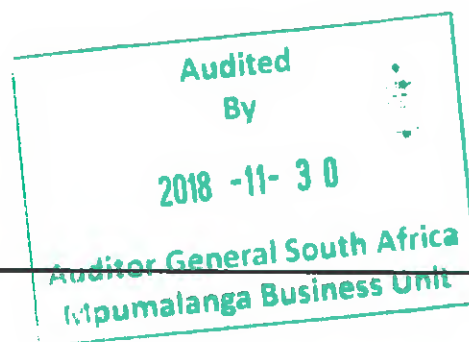 Audited
By
2018 -11- 30
Auditor General South Africa
Mpumalanga Business Unit